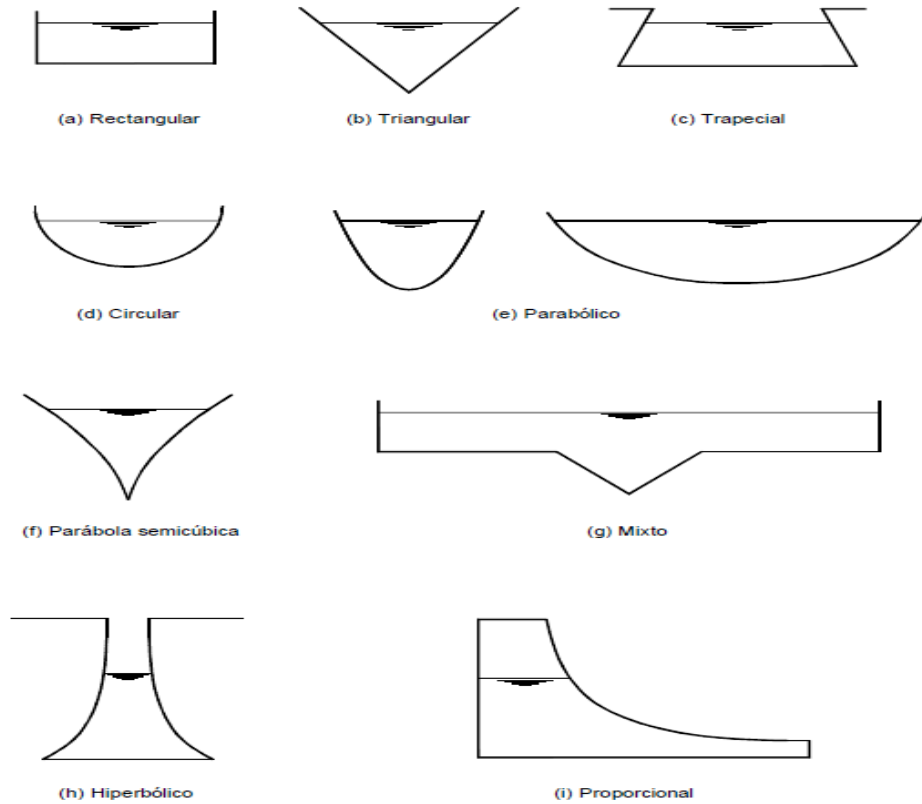 (a) Rectangular
(b) Triangular
(c) Trapecial
(d) Circular
(e) Parabólico
(f) Parábola semicúbica
(g) Mixto
(h) Hiperbólico
(i) Proporcional